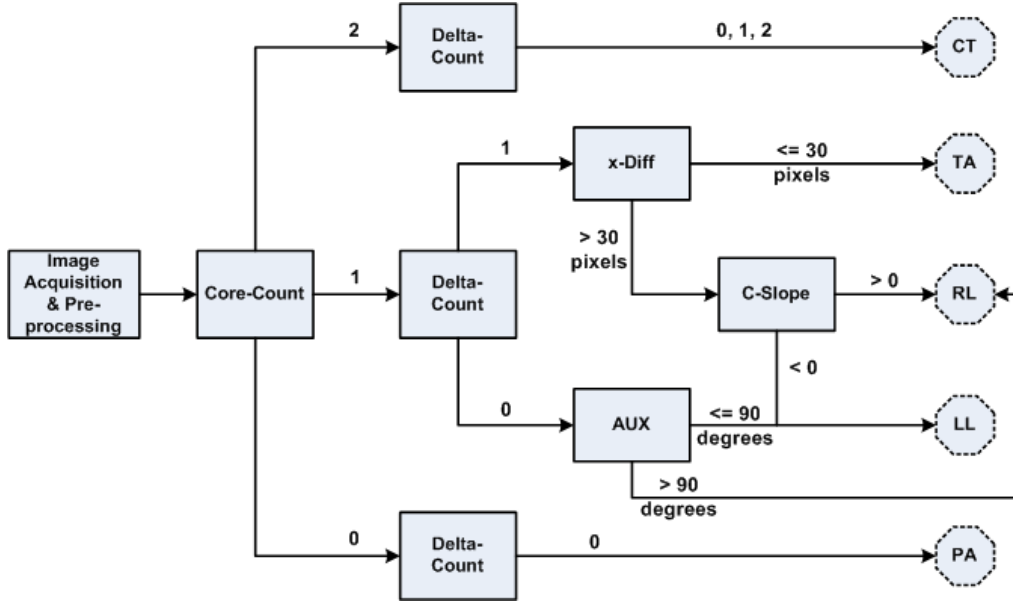 2
Delta-
Count
0, 1, 2
CT
1
x-Diff
<= 30
pixels
TA
> 30
pixels
Image
Acquisition
& Pre-
processing
Core-Count
1
Delta-
Count
C-Slope
> 0
RL
< 0
0
AUX
<= 90
degrees
LL
> 90
degrees
0
Delta-
Count
0
PA